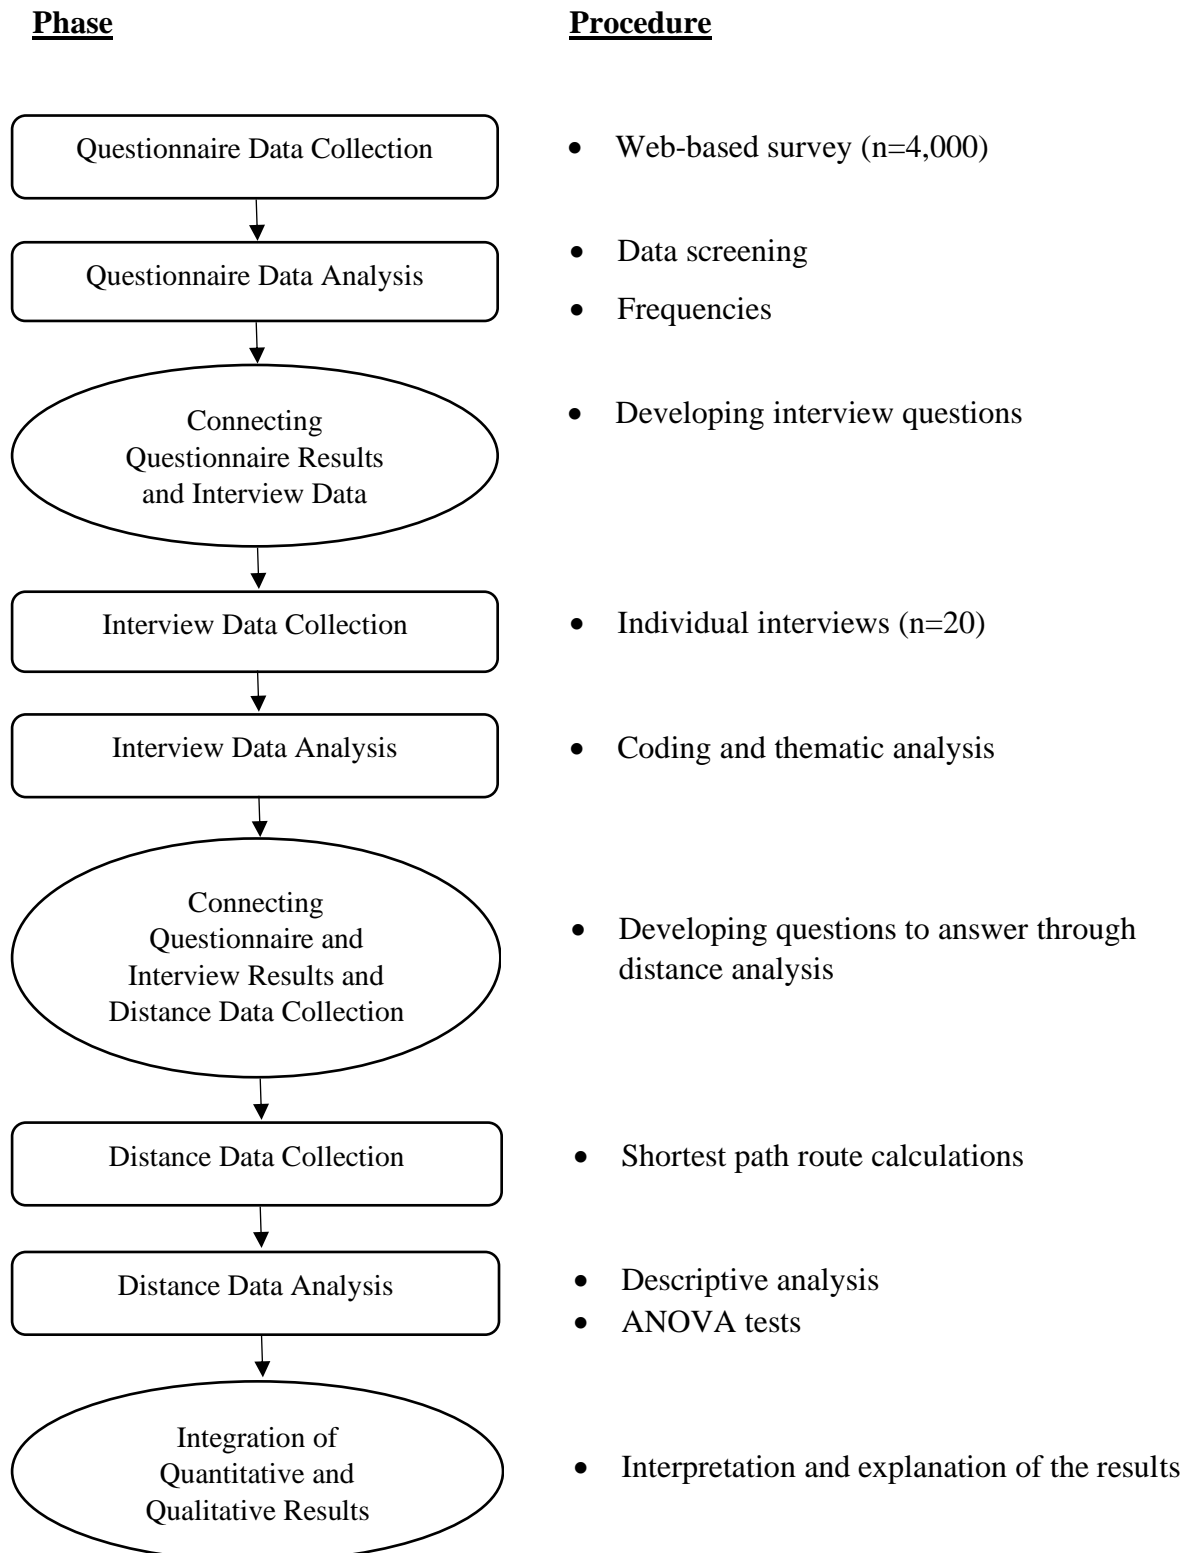 Phase
Procedure
Questionnaire Data Collection
• Web-based survey (n=4,000)
Questionnaire Data Analysis
• Data screening
• Frequencies
Connecting
Questionnaire Results
and Interview Data
• Developing interview questions
Interview Data Collection
• Individual interviews (n=20)
Interview Data Analysis
• Coding and thematic analysis
Connecting
Questionnaire and
Interview Results and
Distance Data Collection
• Developing questions to answer through
distance analysis
Distance Data Collection
• Shortest path route calculations
Distance Data Analysis
• Descriptive analysis
• ANOVA tests
Integration of
Quantitative and
Qualitative Results
• Interpretation and explanation of the results